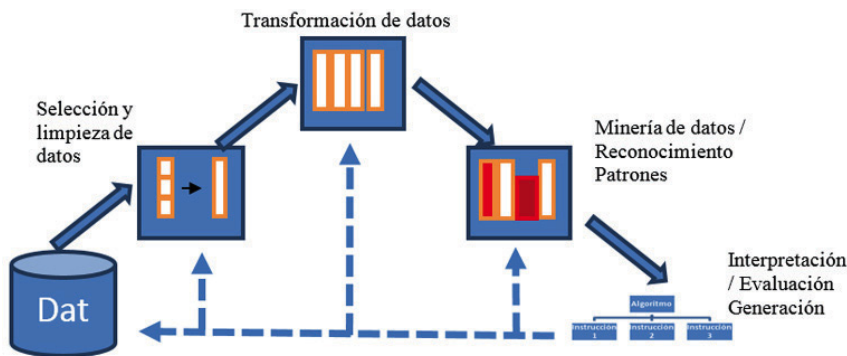 Transformación de datos
Selección y
limpieza de
datos
Minería de datos /
Reconocimiento
Patrones
Interpretación
/ Evaluación
Generación
Dat
Algoritmo
Instrucción
1
Instrucción
2
Instrucción
3